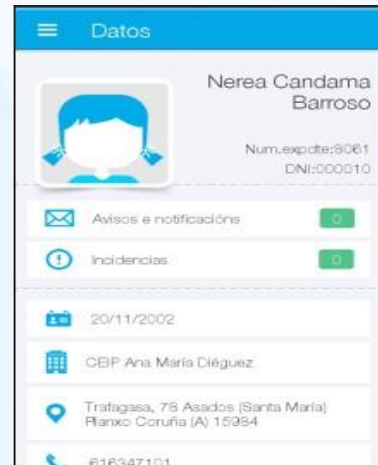 Datos
Nerea Candama
Barroso
Num.expdte:8061
DNI:000010
Avisos e notificacións
0
Incidencias
0
20/11/2002
CEIP Ana María Diéguez
Trafagasa, 78 Asados (Santa María)
Rianxo Coruña (A) 15984
616347101